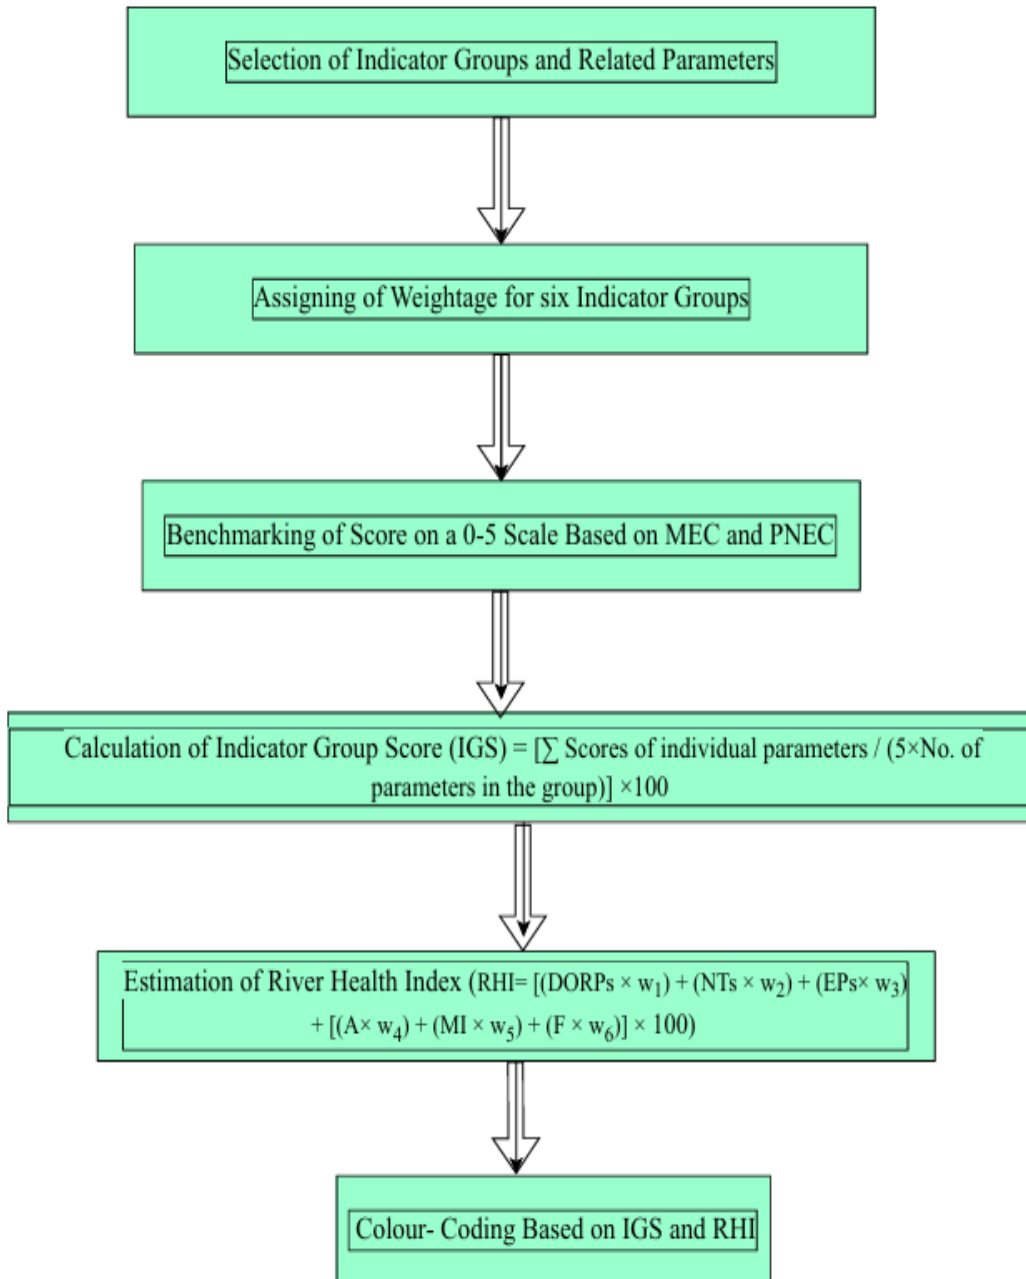 Selection of Indicator Groups and Related Parameters
Assigning of Weightage for six Indicator Groups
Benchmarking of Score on a 0-5 Scale Based on MEC and PNEC
Calculation of Indicator Group Score (IGS) = [∑ Scores of individual parameters / (5×No. of
parameters in the group)] ×100
Estimation of River Health Index (RHI= [(DORPs × w₁) + (NTs × w₂) + (EPs× w₃)
+ [(A× w₄) + (MI × w₅) + (F × w₆)] × 100)
Colour- Coding Based on IGS and RHI